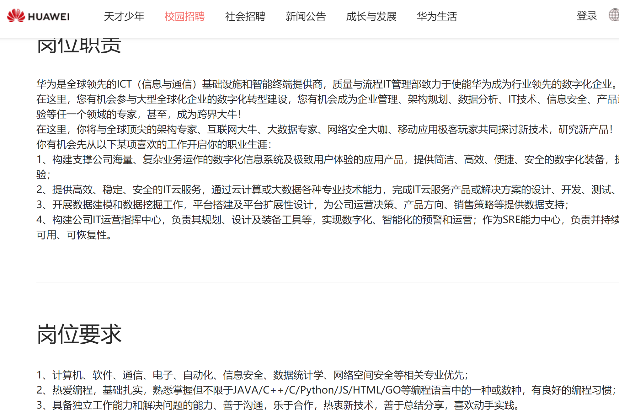 HUAWEI 天才少年 校园招聘 社会招聘 新闻公告 成长与发展 华为生活 登录
岗位职责
华为是全球领先的ICT（信息与通信）基础设施和智能终端提供商，质量与流程IT管理部致力于使能华为成为行业领先的数字化企业。
在这里，您有机会参与大型全球化企业的数字化转型建设，您有机会成为企业管理、架构规划、数据分析、IT技术、信息安全、产品
验等任一个领域的专家，甚至，成为跨界大牛！
在这里，你将与全球顶尖的架构专家、互联网大牛、大数据专家、网络安全大咖、移动应用极客玩家共同探讨新技术，研究新产品！
你有机会先从以下某项喜欢的工作开启你的职业生涯：
1、构建支撑公司海量、复杂业务运作的数字化信息系统及极致用户体验的应用产品，提供简洁、高效、便捷、安全的数字化装备，
验；
2、提供高效、稳定、安全的IT云服务，通过云计算或大数据各种专业技术能力，完成IT云服务产品或解决方案的设计、开发、测试、
3、开展数据建模和数据挖掘工作，平台搭建及平台扩展性设计，为公司运营决策、产品方向、销售策略等提供数据支持；
4、构建公司IT运营指挥中心，负责其规划、设计及装备工具等，实现数字化、智能化的预警和运营；作为SRE能力中心，负责并持续
可用、可恢复性。
岗位要求
1、计算机、软件、通信、电子、自动化、信息安全、数据统计学、网络空间安全等相关专业优先；
2、热爱编程，基础扎实，熟悉掌握但不限于JAVA/C++/C/Python/JS/HTML/GO等编程语言中的一种或数种，有良好的编程习惯；
3、具备独立工作能力和解决问题的能力、善于沟通，乐于合作，热衷新技术，善于总结分享，喜欢动手实践。